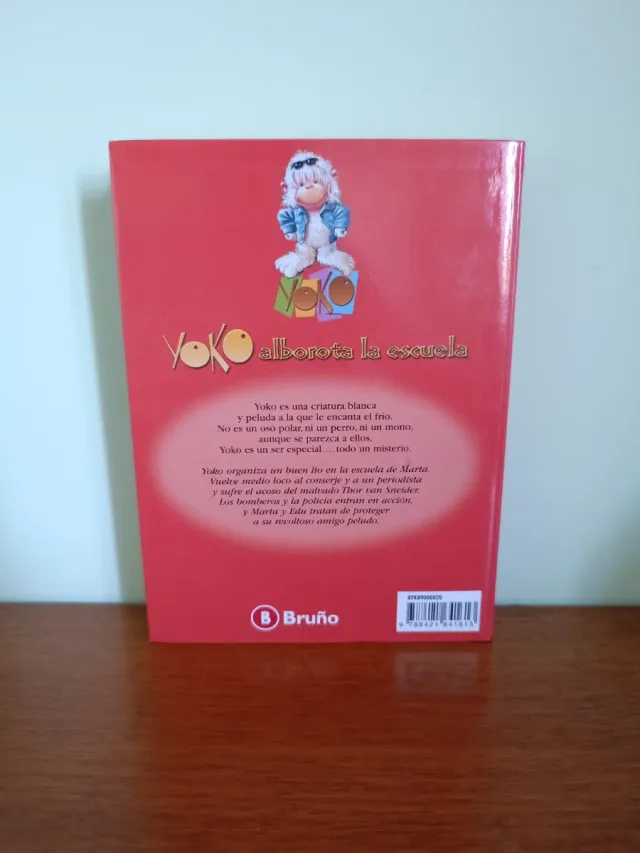 YOKO
YOKO alborota la escuela
Yoko es una criatura blanca
y peluda a la que le encanta el frío.
No es un oso polar, ni un perro, ni un mono,
aunque se parezca a ellos.
Yoko es un ser especial.... todo un misterio.
Yoko organiza un buen lío en la escuela de Marta.
Vuelve medio loco al conserje y a un periodista
y sufre el acoso del malvado Thor van Sneider.
Los bomberos y la policía entran en acción,
y Marta y Edu tratan de proteger
a su revoltoso amigo peludo.
B Bruño
9 788421 641613